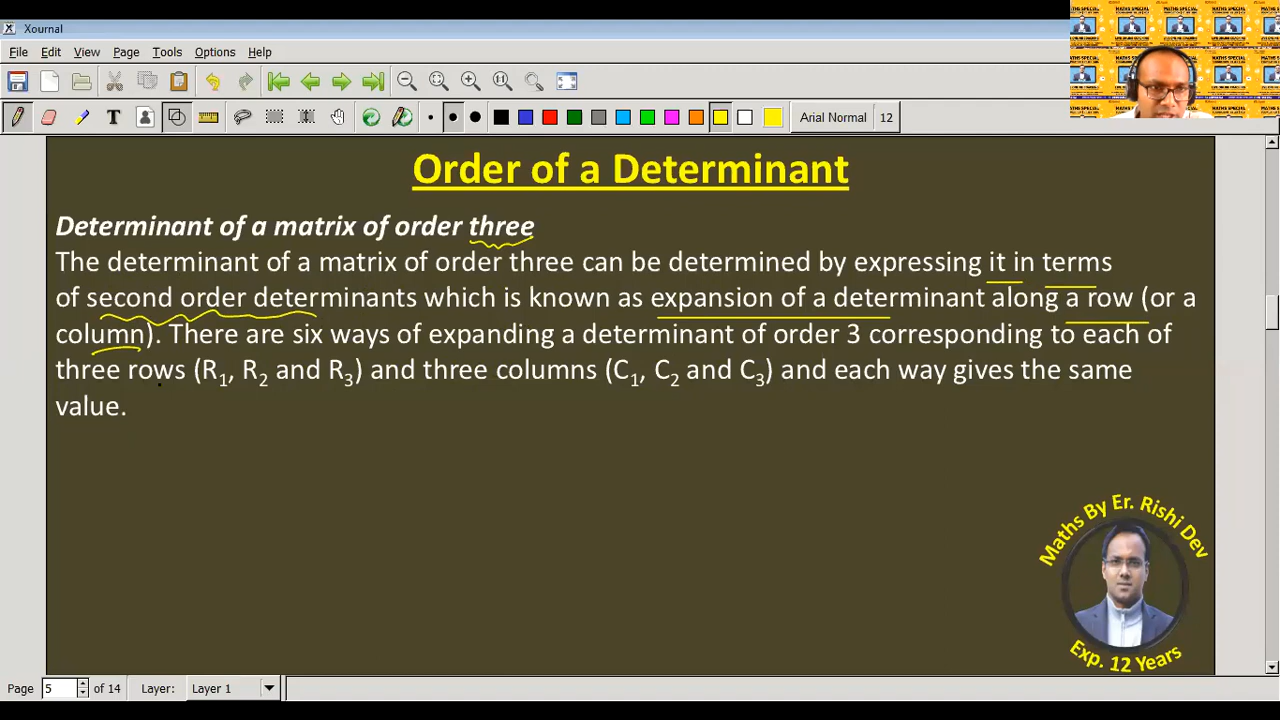 Xournal
File Edit View Page Tools Options Help
Arial Normal 12
Order of a Determinant
Determinant of a matrix of order three
The determinant of a matrix of order three can be determined by expressing it in terms
of second order determinants which is known as expansion of a determinant along a row (or a
column). There are six ways of expanding a determinant of order 3 corresponding to each of
three rows (R₁, R₂ and R₃) and three columns (C₁, C₂ and C₃) and each way gives the same
value.
Maths By Er. Rishi Dev
Exp. 12 Years
Page 5 of 14 Layer: Layer 1